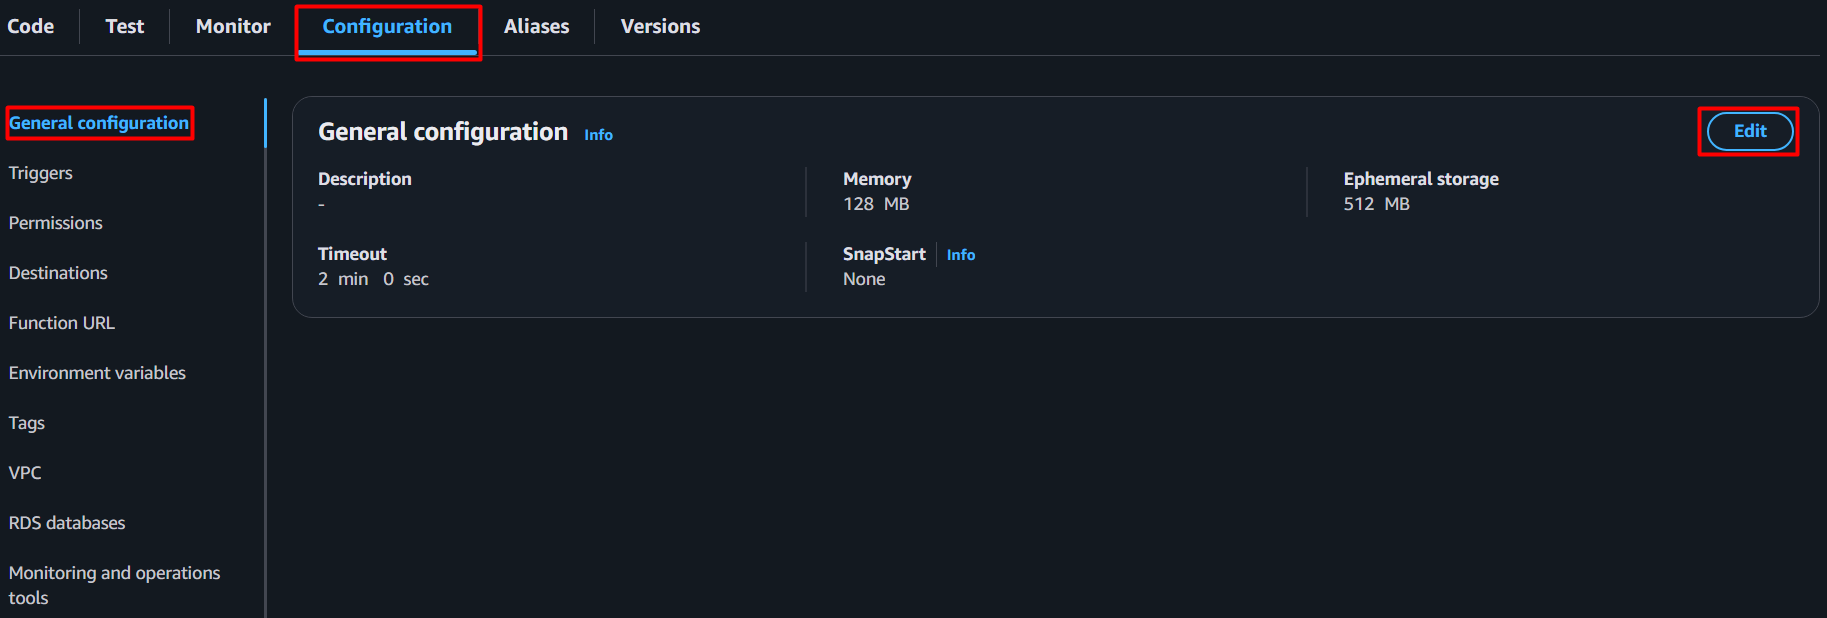 Code Test Monitor Configuration Aliases Versions
General configuration
Triggers
Permissions
Destinations
Function URL
Environment variables
Tags
VPC
RDS databases
Monitoring and operations
tools
General configuration Info
Edit
Description
-
Memory
128 MB
Ephemeral storage
512 MB
Timeout
2 min 0 sec
SnapStart Info
None